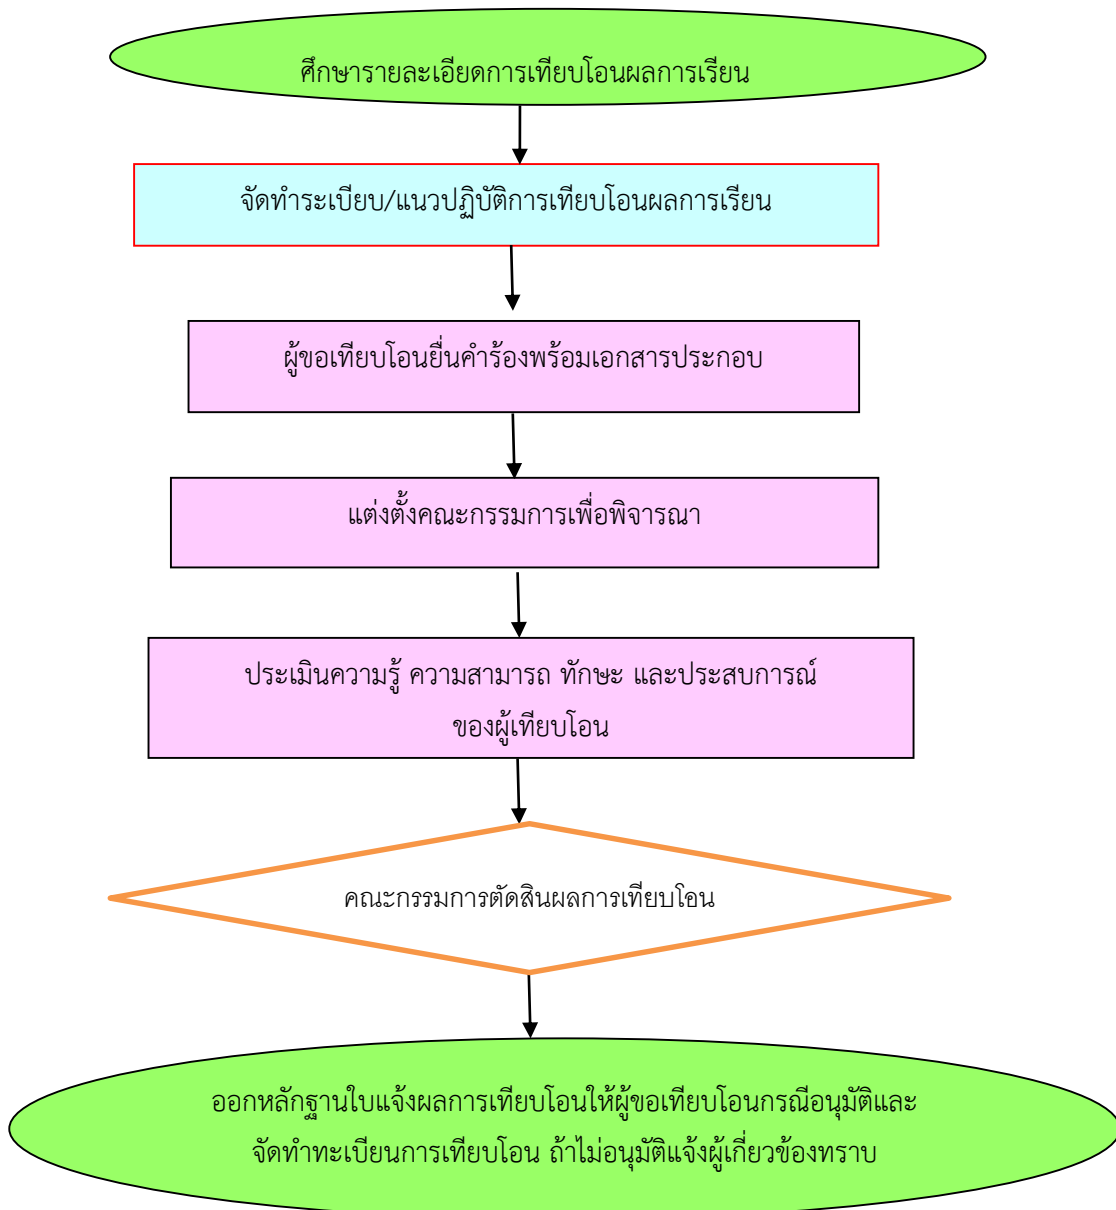 ศึกษารายละเอียดการเทียบโอนผลการเรียน
จัดทำระเบียบ/แนวปฏิบัติการเทียบโอนผลการเรียน
ผู้ขอเทียบโอนยื่นคำร้องพร้อมเอกสารประกอบ
แต่งตั้งคณะกรรมการเพื่อพิจารณา
ประเมินความรู้ ความสามารถ ทักษะ และประสบการณ์
ของผู้เทียบโอน
คณะกรรมการตัดสินผลการเทียบโอน
ออกหลักฐานใบแจ้งผลการเทียบโอนให้ผู้ขอเทียบโอนกรณีอนุมัติและ
จัดทำทะเบียนการเทียบโอน ถ้าไม่อนุมัติแจ้งผู้เกี่ยวข้องทราบ